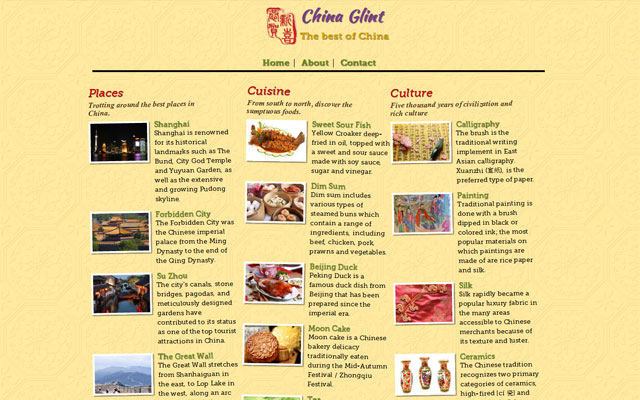 China Glint
The best of China
Home | About | Contact
Places
Trotting around the best places in
China.
Shanghai
Shanghai is renowned
for its historical
landmarks such as The
Bund, City God Temple
and Yuyuan Garden, as
well as the extensive
and growing Pudong
skyline.
Forbidden City
The Forbidden City was
the Chinese imperial
palace from the Ming
Dynasty to the end of
the Qing Dynasty.
Su Zhou
The city's canals, stone
bridges, pagodas, and
meticulously designed
gardens have
contributed to its status
as one of the top tourist
attractions in China.
The Great Wall
The Great Wall stretches
from Shanhaiguan in
the east, to Lop Lake in
the west, along an arc
Cuisine
From south to north, discover the
sumptuous foods.
Sweet Sour Fish
Yellow Croaker deep-
fried in oil, topped with
a sweet and sour sauce
made with soy sauce,
sugar and vinegar.
Dim Sum
Dim sum includes
various types of
steamed buns which
contain a range of
ingredients, including
beef, chicken, pork,
prawns and vegetables.
Beijing Duck
Peking Duck is a
famous duck dish from
Beijing that has been
prepared since the
imperial era.
Moon Cake
Moon cake is a Chinese
bakery delicacy
traditionally eaten
during the Mid-Autumn
Festival / Zhongqiu
Festival.
Tea
Culture
Five thousand years of civilization and
rich culture
Calligraphy
The brush is the
traditional writing
implement in East
Asian calligraphy.
Xuanzhi (宣纸), is the
preferred type of paper.
Painting
Traditional painting is
done with a brush
dipped in black or
colored ink; the most
popular materials on
which paintings are
made of are rice paper
and silk.
Silk
Silk rapidly became a
popular luxury fabric in
the many areas
accessible to Chinese
merchants because of
its texture and luster.
Ceramics
The Chinese tradition
recognizes two primary
categories of ceramics,
high-fired [cí 瓷] and